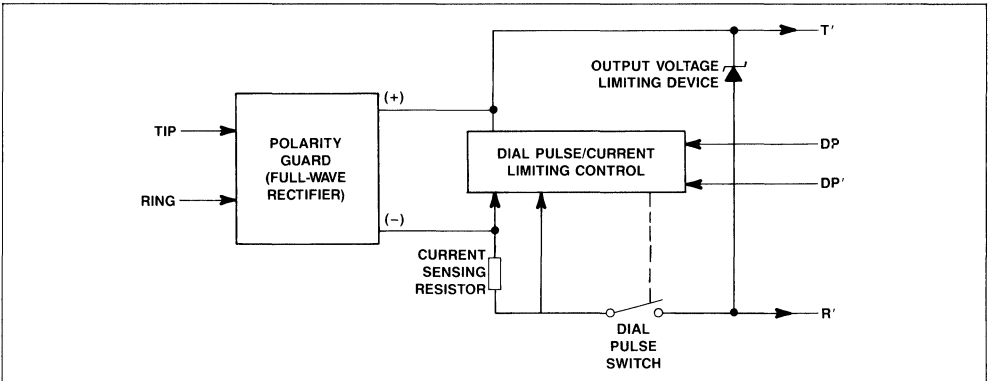 T'
OUTPUT VOLTAGE
LIMITING DEVICE
(+)
TIP
POLARITY
GUARD
(FULL-WAVE
RECTIFIER)
DIAL PULSE/CURRENT
LIMITING CONTROL
DP
DP'
RING
(−)
CURRENT
SENSING
RESISTOR
R'
DIAL
PULSE
SWITCH